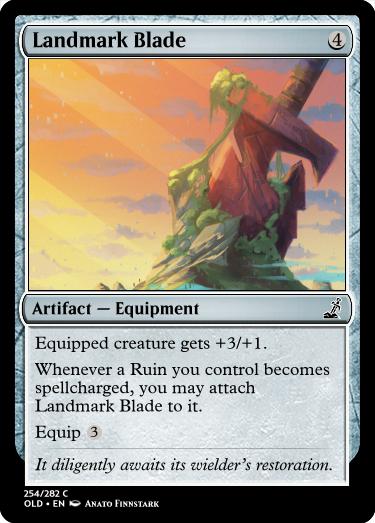 Landmark Blade 4
Artifact — Equipment
Equipped creature gets +3/+1.
Whenever a Ruin you control becomes
spellcharged, you may attach
Landmark Blade to it.
Equip 3
It diligently awaits its wielder's restoration.
254/282 C
OLD • EN Anato Finnstark